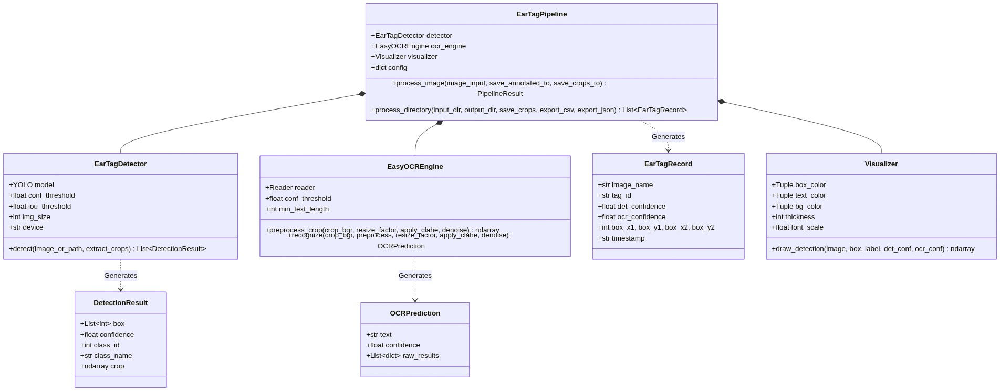 EarTagPipeline
+EarTagDetector detector
+EasyOCREngine ocr_engine
+Visualizer visualizer
+dict config
+process_image(image_input, save_annotated_to, save_crops_to) :
PipelineResult
+process_directory(input_dir, output_dir, save_crops, export_csv, export_json) : List<EarTagRecord>
Generates
EarTagDetector
+YOLO model
+float conf_threshold
+float iou_threshold
+int img_size
+str device
+detect(image_or_path, extract_crops) : List<DetectionResult>
EasyOCREngine
+Reader reader
+float conf_threshold
+int min_text_length
+preprocess_crop(crop_bgr, resize_factor, apply_clahe, denoise) : ndarray
+recognize(crop_bgr, preprocess, resize_factor, apply_clahe, denoise) :
OCRPrediction
EarTagRecord
+str image_name
+str tag_id
+float det_confidence
+float ocr_confidence
+int box_x1, box_y1, box_x2, box_y2
+str timestamp
Visualizer
+Tuple box_color
+Tuple text_color
+Tuple bg_color
+int thickness
+float font_scale
+draw_detection(image, box, label, det_conf, ocr_conf) : ndarray
Generates
Generates
DetectionResult
+List<int> box
+float confidence
+int class_id
+str class_name
+ndarray crop
OCRPrediction
+str text
+float confidence
+List<dict> raw_results